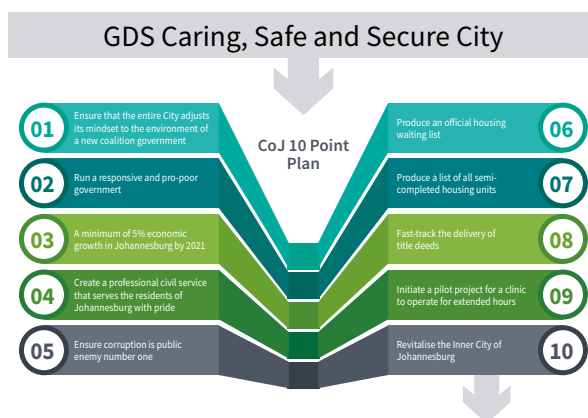 GDS Caring, Safe and Secure City
CoJ 10 Point
Plan
01
Ensure that the entire City adjusts
its mindset to the environment of
a new coalition government
02
Run a responsive and pro-poor
government
03
A minimum of 5% economic
growth in Johannesburg by 2021
04
Create a professional civil service
that serves the residents of
Johannesburg with pride
05
Ensure corruption is public
enemy number one
Produce an official housing
waiting list
06
Produce a list of all semi-
completed housing units
07
Fast-track the delivery of
title deeds
08
Initiate a pilot project for a clinic
to operate for extended hours
09
Revitalise the Inner City of
Johannesburg
10